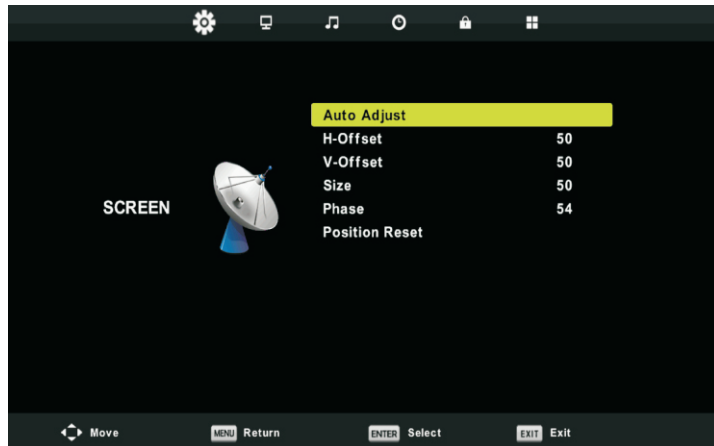 Auto Adjust
H-Offset 50
V-Offset 50
Size 50
SCREEN
Phase 54
Position Reset
Move MENU Return ENTER Select EXIT Exit